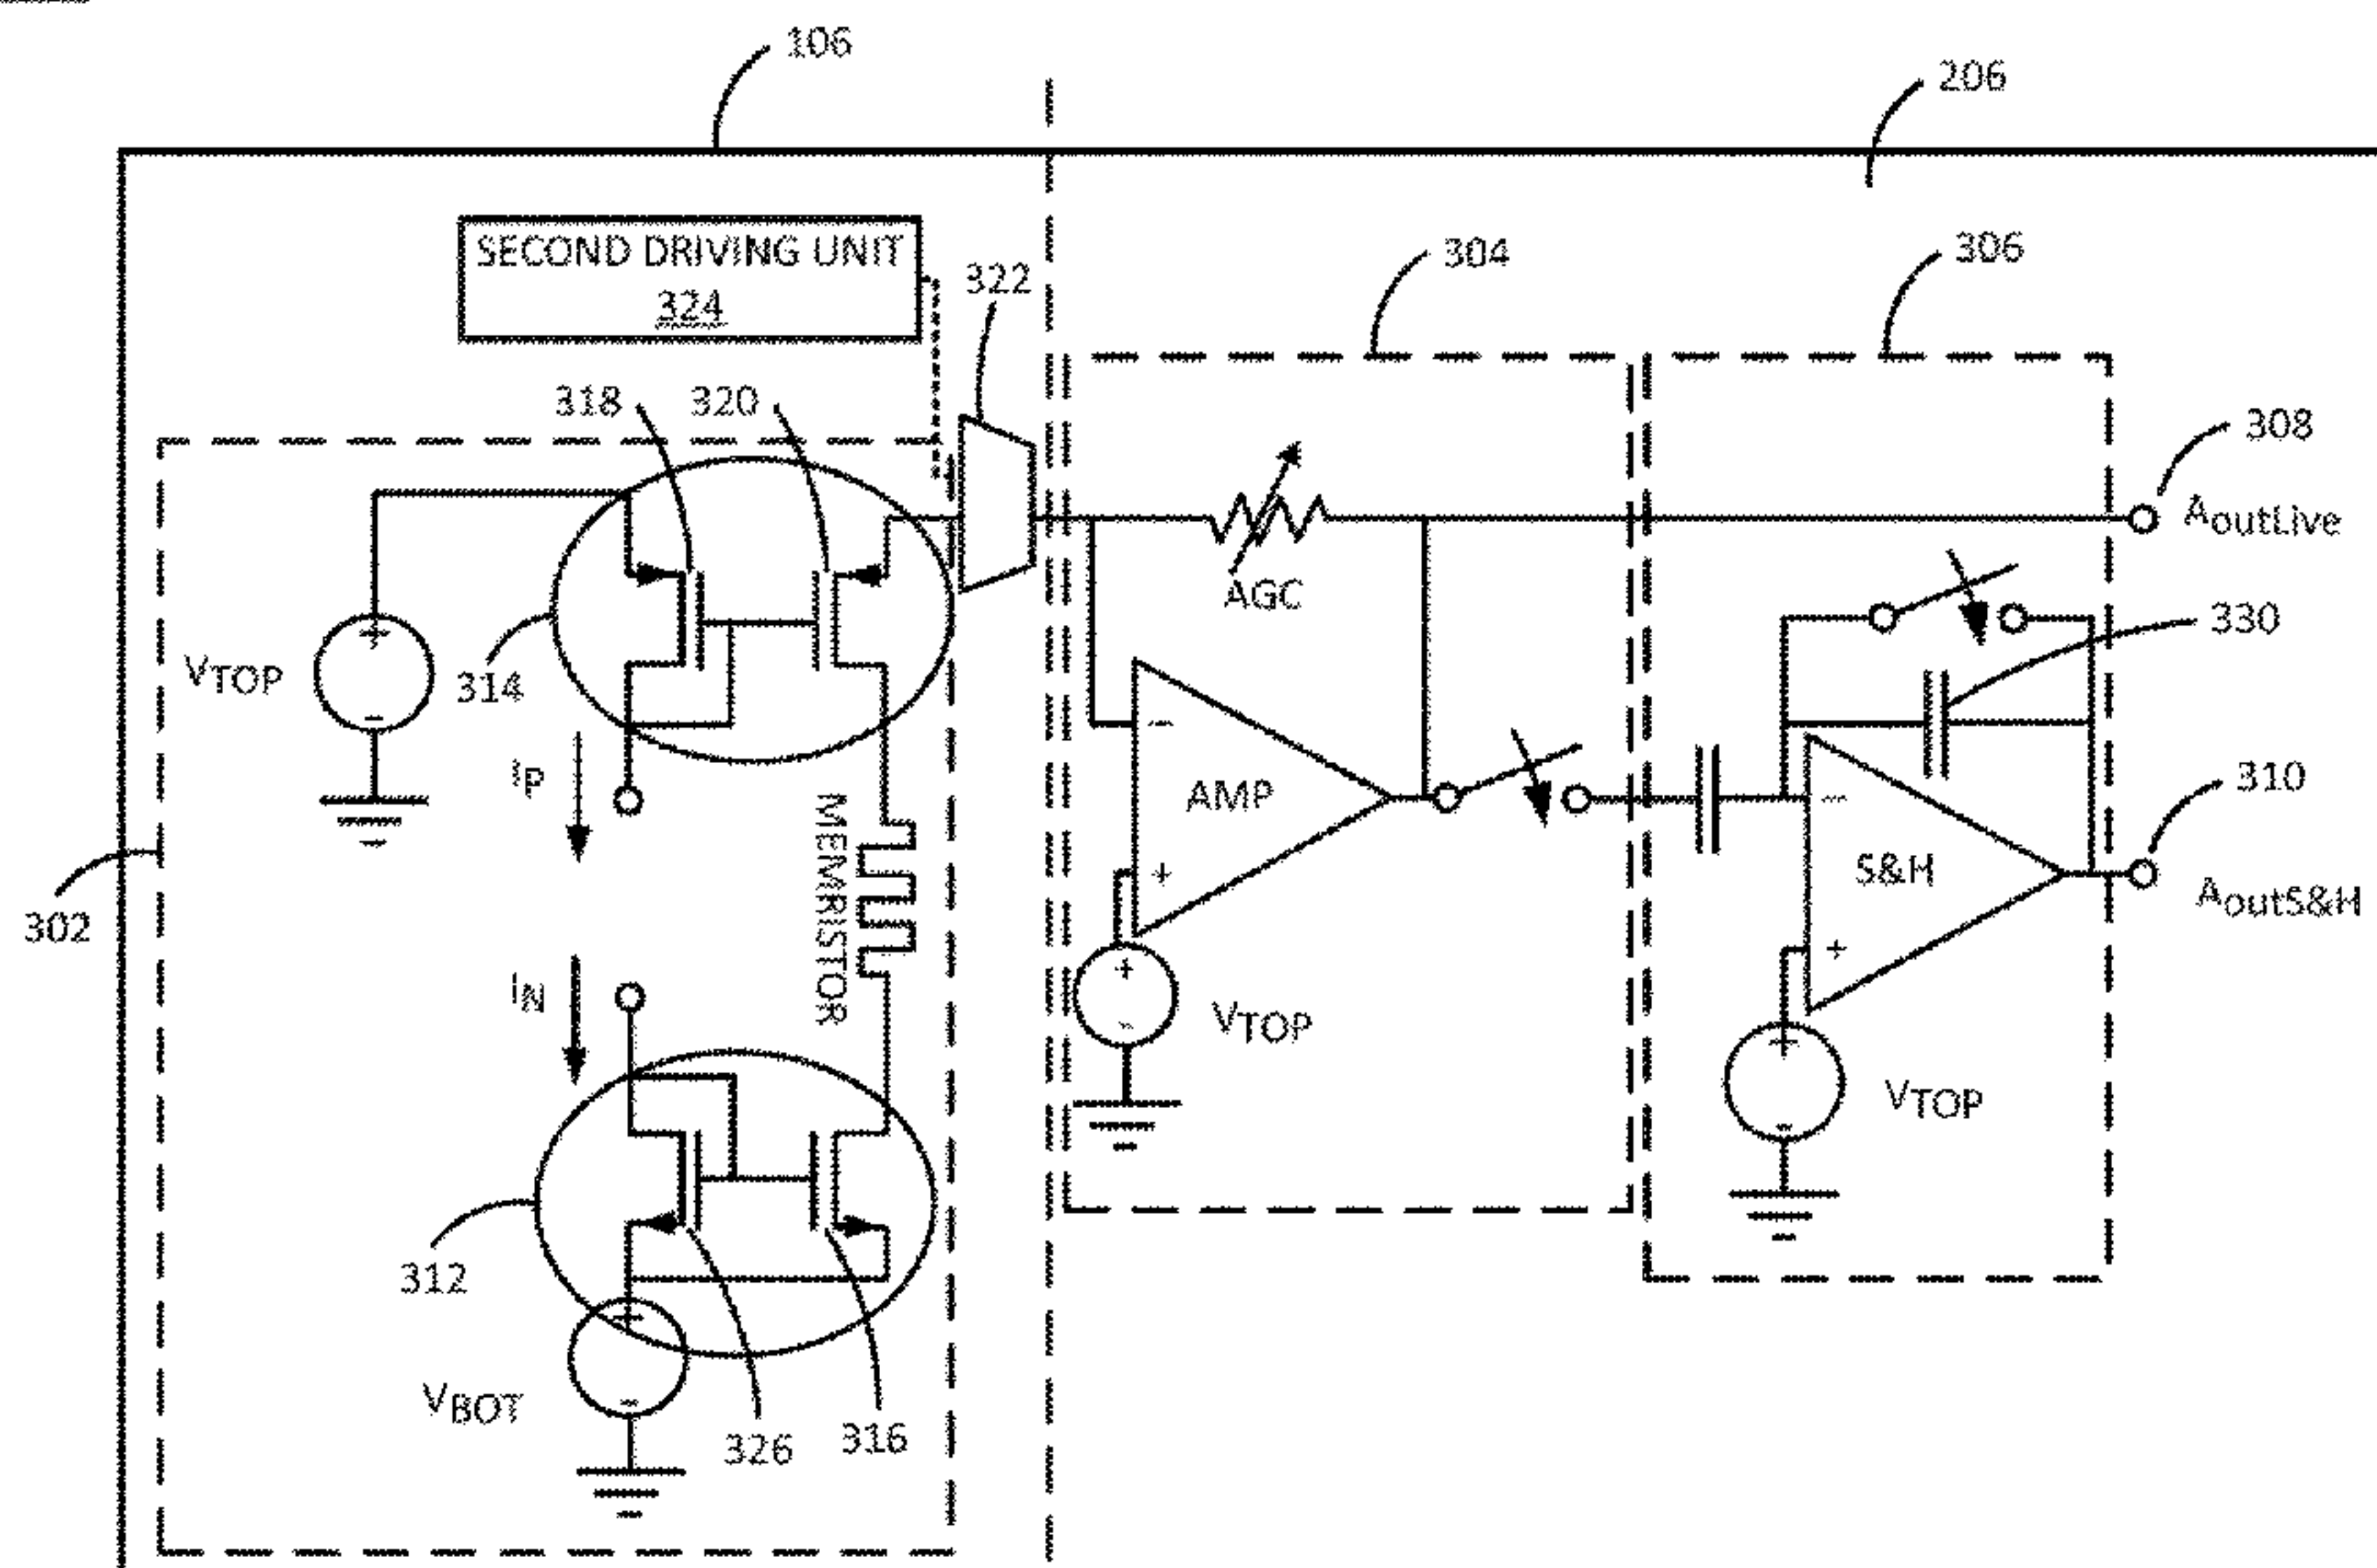 106
206
SECOND DRIVING UNIT
324
322
304
306
318
320
308
AoutLive
AGC
330
VTOP
+
-
314
IP
-
AMP
+
-
S&H
+
310
AoutS&H
MEMRISTOR
302
IN
+
-
VTOP
+
-
VTOP
312
+
-
VBOT
326
316